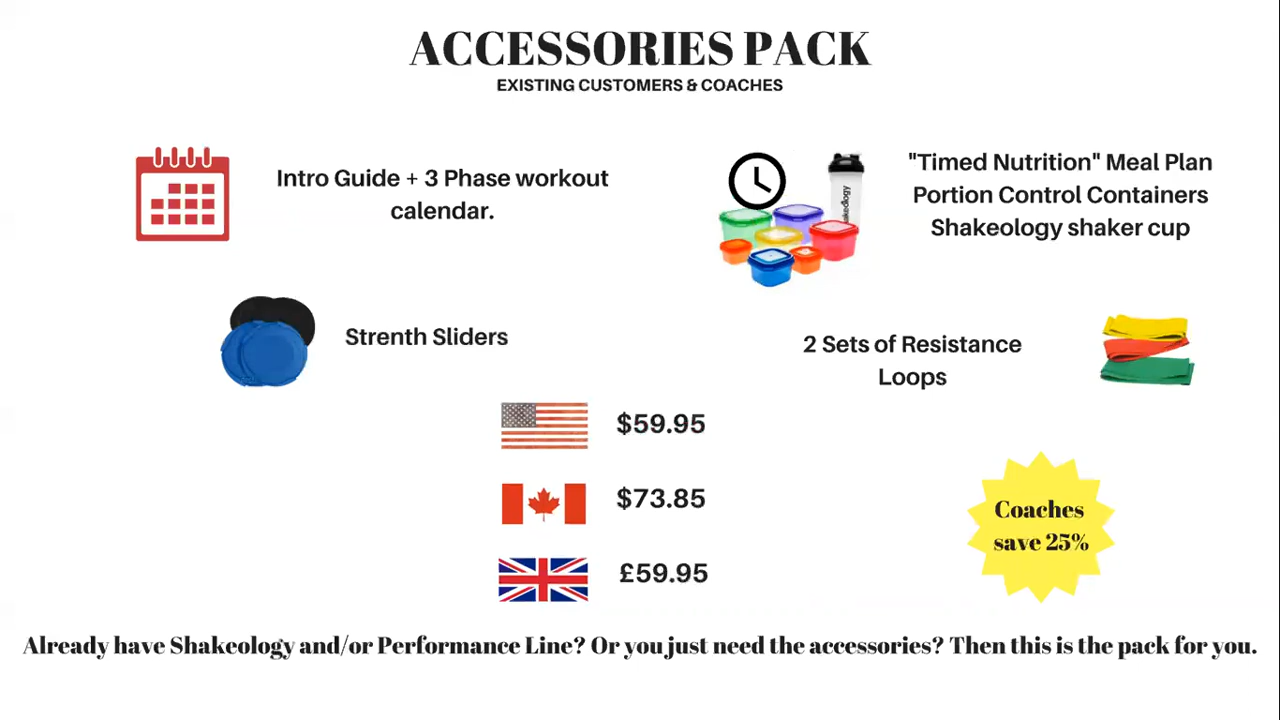 ACCESSORIES PACK
EXISTING CUSTOMERS & COACHES
Intro Guide + 3 Phase workout
calendar.
"Timed Nutrition" Meal Plan
Portion Control Containers
Shakeology shaker cup
Strenth Sliders
2 Sets of Resistance
Loops
$59.95
$73.85
£59.95
Coaches
save 25%
Already have Shakeology and/or Performance Line? Or you just need the accessories? Then this is the pack for you.